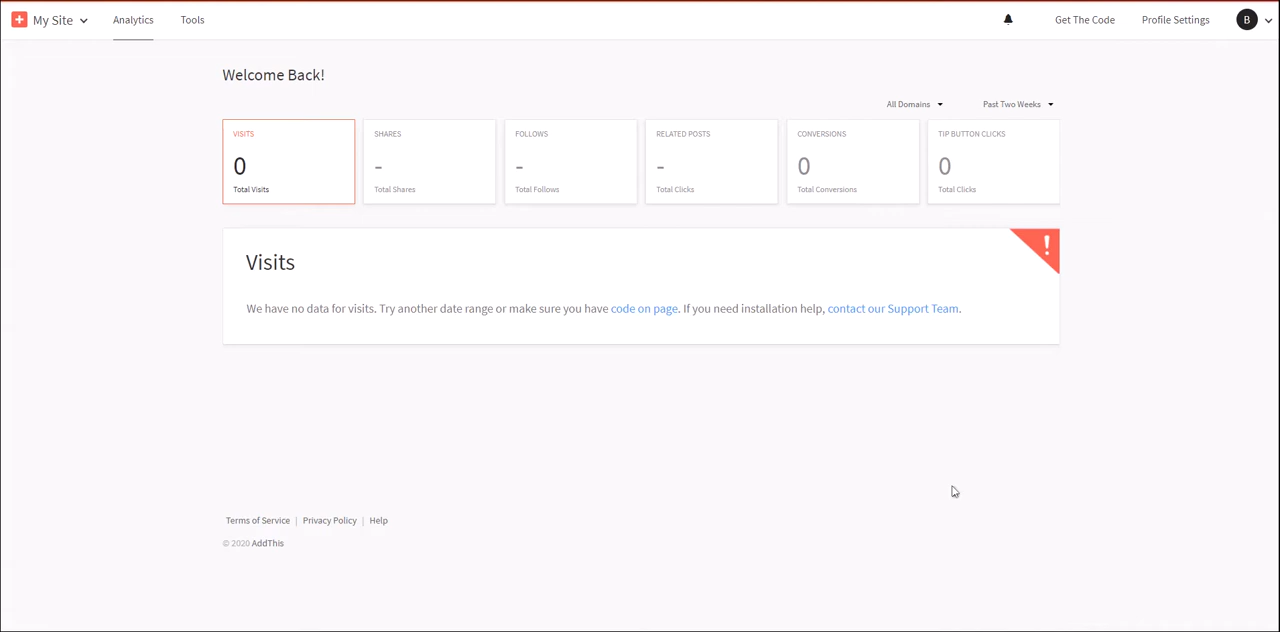 My Site Analytics Tools Get The Code Profile Settings B
Welcome Back!
All Domains Past Two Weeks
VISITS SHARES FOLLOWS RELATED POSTS CONVERSIONS TIP BUTTON CLICKS
0 - - - 0 0
Total Visits Total Shares Total Follows Total Clicks Total Conversions Total Clicks
!
Visits
We have no data for visits. Try another date range or make sure you have code on page. If you need installation help, contact our Support Team.
Terms of Service | Privacy Policy | Help
© 2020 AddThis